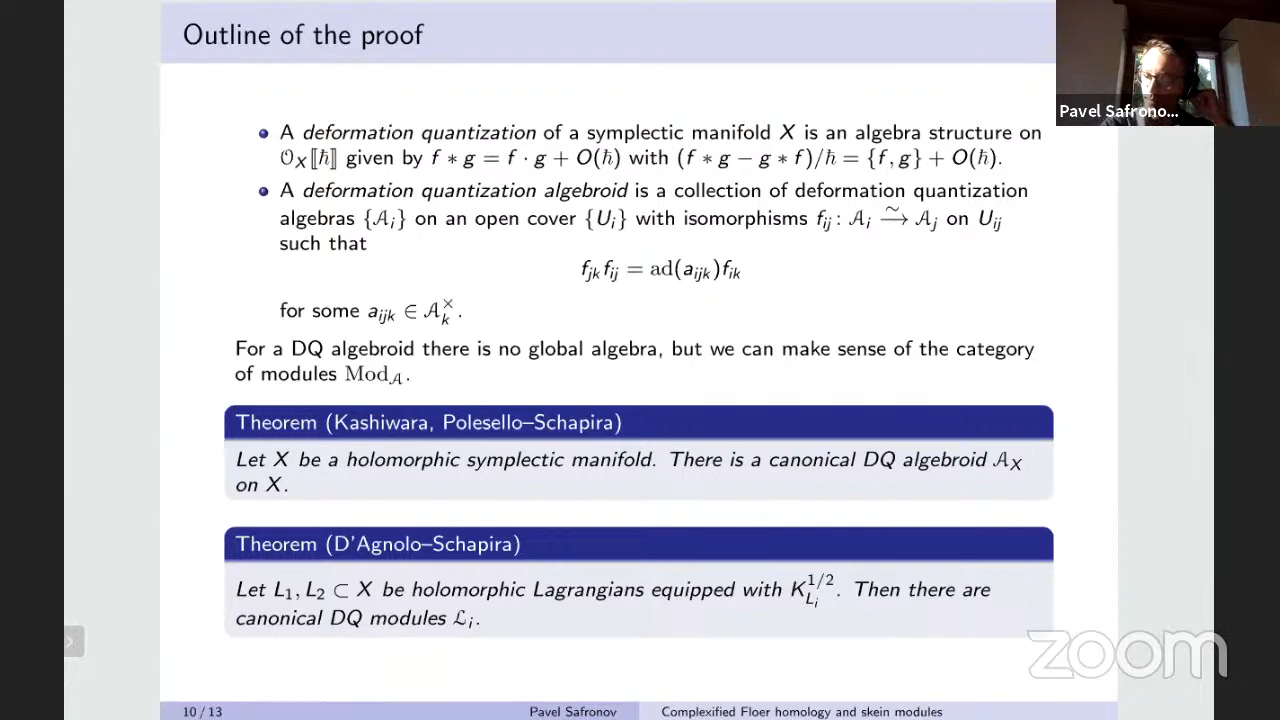 Outline of the proof
Pavel Safrono...
A deformation quantization of a symplectic manifold X is an algebra structure on
𝒪_X⟦ℏ⟧ given by f * g = f · g + O(ℏ) with (f * g − g * f)/ℏ = {f, g} + O(ℏ).
A deformation quantization algebroid is a collection of deformation quantization
algebras {𝒜_i} on an open cover {U_i} with isomorphisms f_ij : 𝒜_i ⥲ 𝒜_j on U_ij
such that
f_jk f_ij = ad(a_ijk) f_ik
for some a_ijk ∈ 𝒜_k^×.
For a DQ algebroid there is no global algebra, but we can make sense of the category
of modules Mod_𝒜.
Theorem (Kashiwara, Polesello–Schapira)
Let X be a holomorphic symplectic manifold. There is a canonical DQ algebroid 𝒜_X
on X.
Theorem (D'Agnolo–Schapira)
Let L_1, L_2 ⊂ X be holomorphic Lagrangians equipped with K_{L_i}^{1/2}. Then there are
canonical DQ modules ℒ_i.
zoom
10 / 13 Pavel Safronov Complexified Floer homology and skein modules